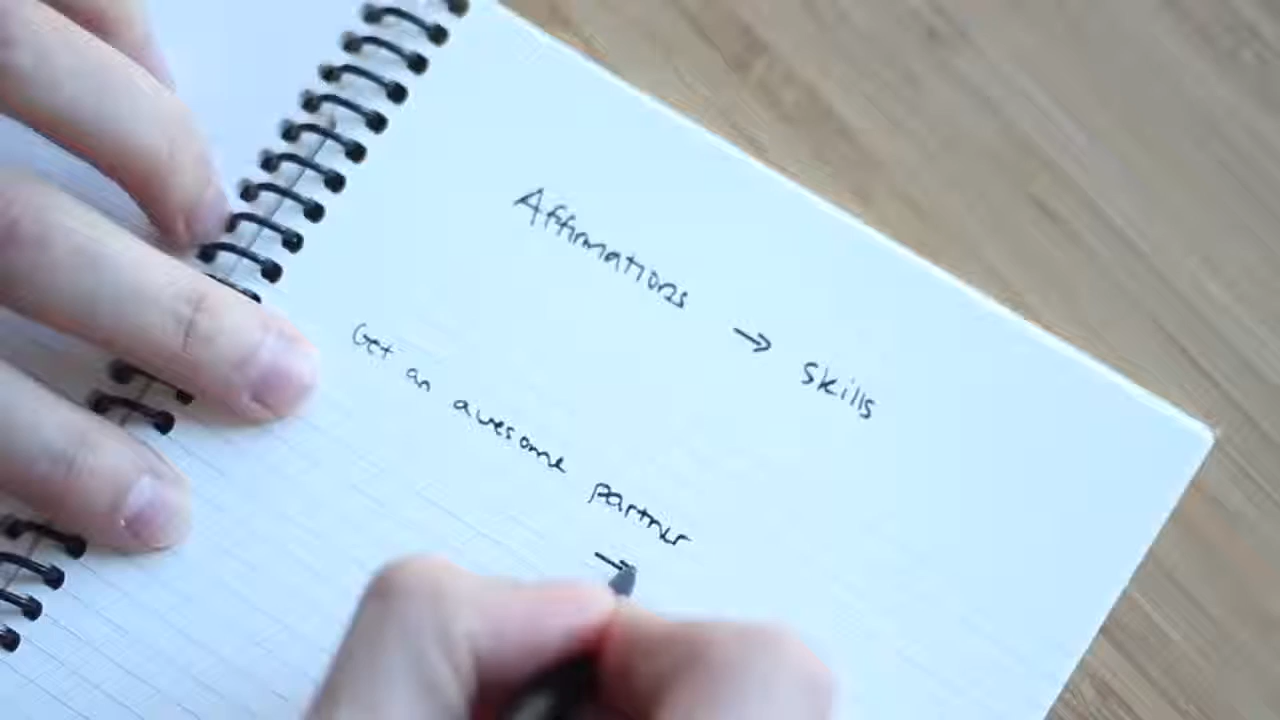 Affirmations → skills
Get an awesome partner
→